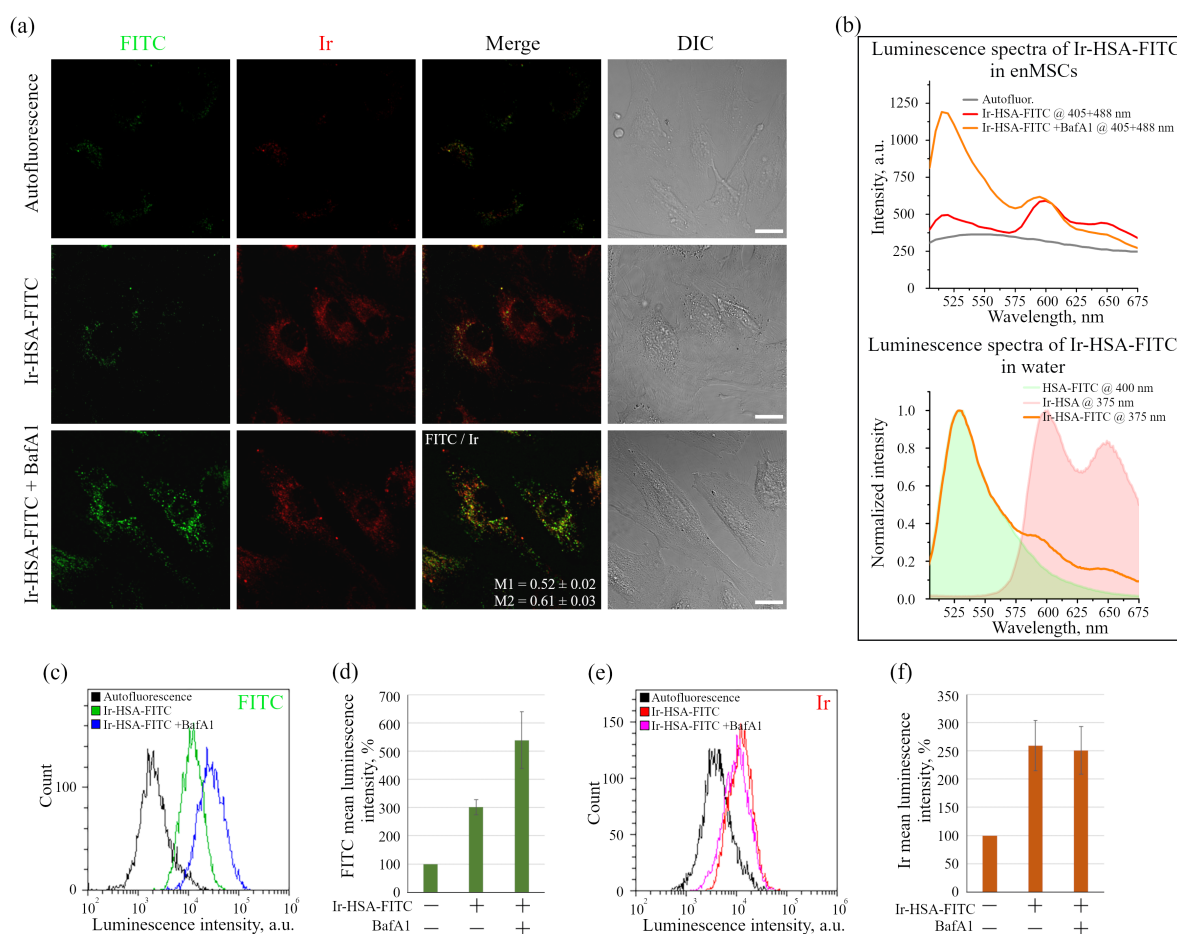 (a)
FITC
Ir
Merge
DIC
Autofluorescence
Ir-HSA-FITC
Ir-HSA-FITC + BafA1
FITC / Ir
M1 = 0.52 ± 0.02
M2 = 0.61 ± 0.03
(b)
Luminescence spectra of Ir-HSA-FITC
in enMSCs
Autofluor.
Ir-HSA-FITC @ 405+488 nm
Ir-HSA-FITC +BafA1 @ 405+488 nm
Intensity, a.u.
1250
1000
750
500
250
0
525 550 575 600 625 650 675
Wavelength, nm
Luminescence spectra of Ir-HSA-FITC
in water
HSA-FITC @ 400 nm
Ir-HSA @ 375 nm
Ir-HSA-FITC @ 375 nm
Normalized intensity
1.0
0.8
0.6
0.4
0.2
0.0
525 550 575 600 625 650 675
Wavelength, nm
(c)
FITC
Autofluorescence
Ir-HSA-FITC
Ir-HSA-FITC +BafA1
Count
100
0
10² 10³ 10⁴ 10⁵ 10⁶
Luminescence intensity, a.u.
(d)
FITC mean luminescence
intensity, %
700
600
500
400
300
200
100
0
Ir-HSA-FITC — + +
BafA1 — — +
(e)
Ir
Autofluorescence
Ir-HSA-FITC
Ir-HSA-FITC +BafA1
Count
150
100
50
0
10² 10³ 10⁴ 10⁵ 10⁶
Luminescence intensity, a.u.
(f)
Ir mean luminescence
intensity, %
350
300
250
200
150
100
50
0
Ir-HSA-FITC — + +
BafA1 — — +